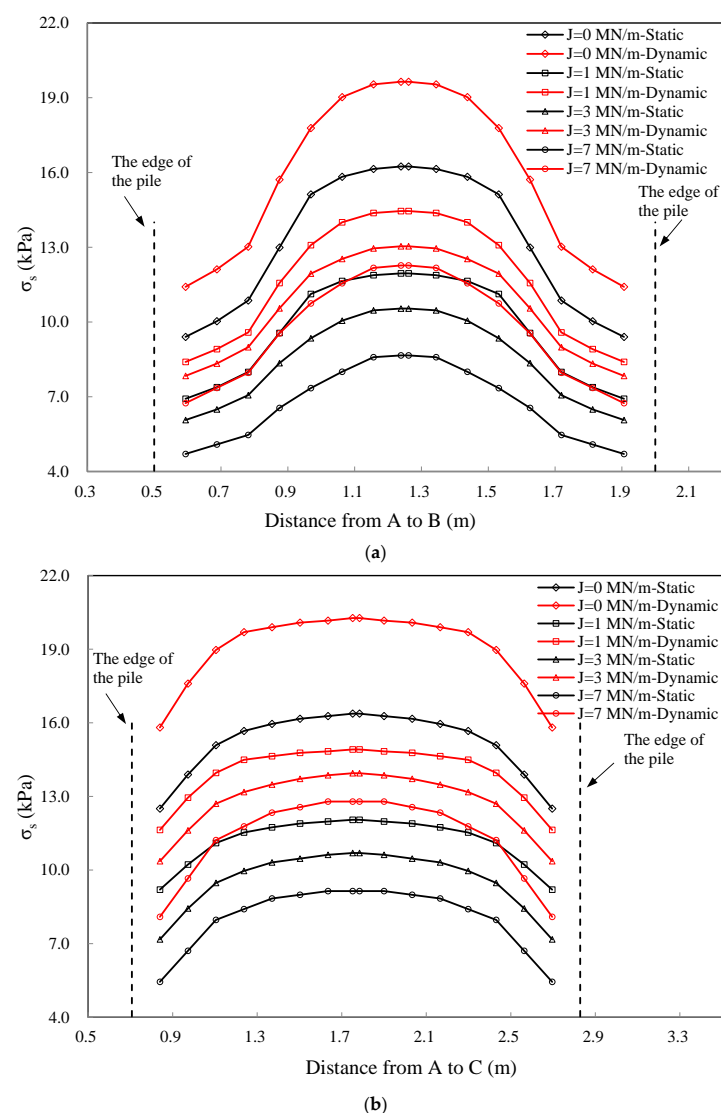 22.0
19.0
16.0
13.0
10.0
7.0
4.0
σs (kPa)
J=0 MN/m-Static
J=0 MN/m-Dynamic
J=1 MN/m-Static
J=1 MN/m-Dynamic
J=3 MN/m-Static
J=3 MN/m-Dynamic
J=7 MN/m-Static
J=7 MN/m-Dynamic
The edge of
the pile
The edge of
the pile
0.3 0.5 0.7 0.9 1.1 1.3 1.5 1.7 1.9 2.1
Distance from A to B (m)
(a)
22.0
19.0
16.0
13.0
10.0
7.0
4.0
σs (kPa)
J=0 MN/m-Static
J=0 MN/m-Dynamic
J=1 MN/m-Static
J=1 MN/m-Dynamic
J=3 MN/m-Static
J=3 MN/m-Dynamic
J=7 MN/m-Static
J=7 MN/m-Dynamic
The edge of
the pile
The edge of
the pile
0.5 0.9 1.3 1.7 2.1 2.5 2.9 3.3
Distance from A to C (m)
(b)